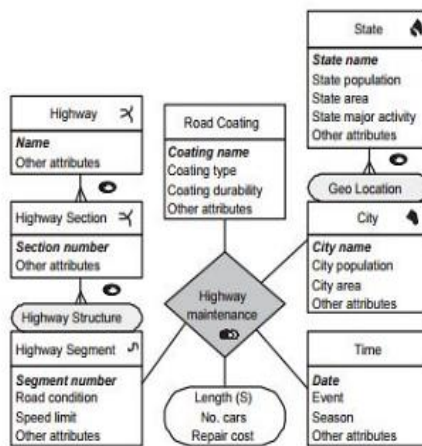 State
State name
State population
State area
State major activity
Other attributes
Highway
Name
Other attributes
Road Coating
Coating name
Coating type
Coating durability
Other attributes
Geo Location
Highway Section
Section number
Other attributes
City
City name
City population
City area
Other attributes
Highway
maintenance
Highway Structure
Highway Segment
Segment number
Road condition
Speed limit
Other attributes
Length (S)
No. cars
Repair cost
Time
Date
Event
Season
Other attributes